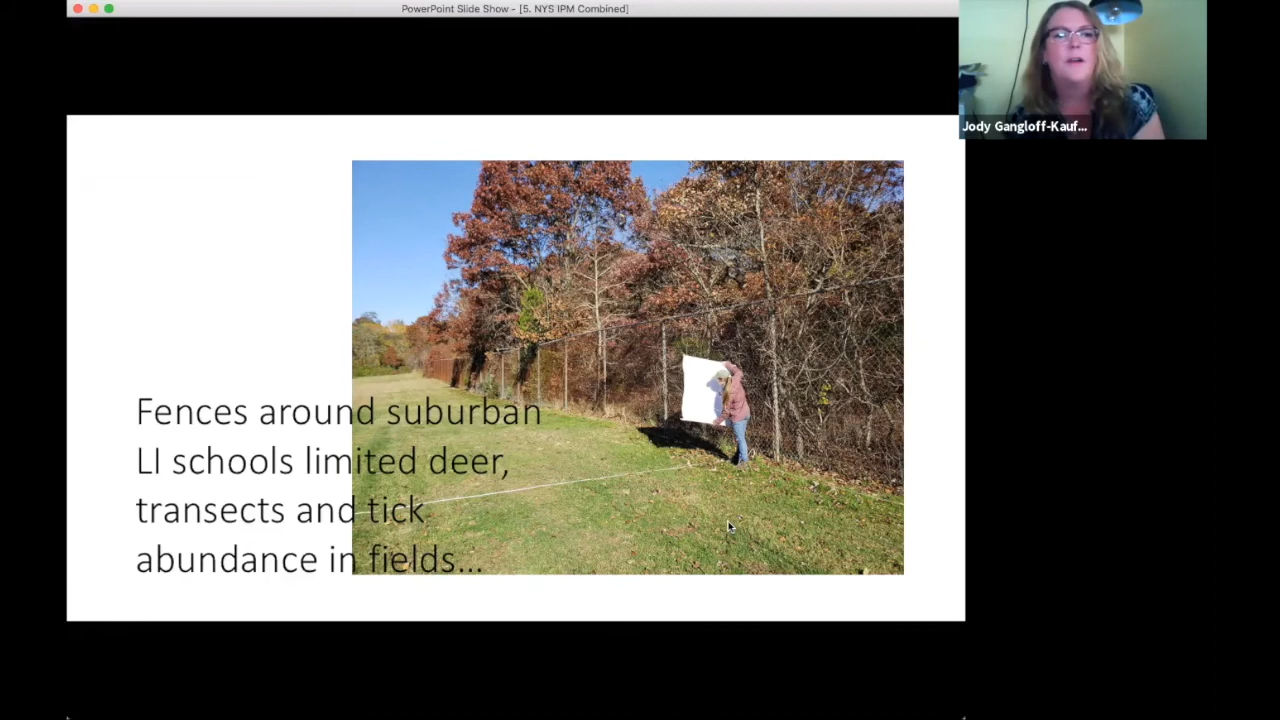 PowerPoint Slide Show - [5. NYS IPM Combined]
Jody Gangloff-Kauf...
Fences around suburban
LI schools limited deer,
transects and tick
abundance in fields...